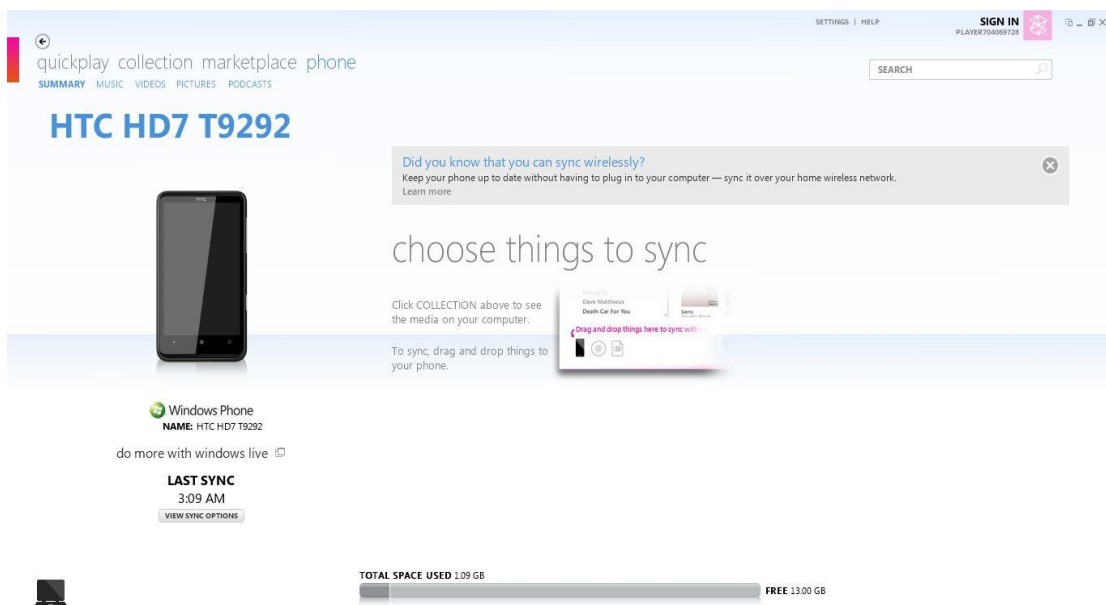 SETTINGS | HELP
SIGN IN
PLAYER704069728
quickplay collection marketplace phone
SUMMARY MUSIC VIDEOS PICTURES PODCASTS
SEARCH
HTC HD7 T9292
Did you know that you can sync wirelessly?
Keep your phone up to date without having to plug in to your computer — sync it over your home wireless network.
Learn more
hTC
choose things to sync
Click COLLECTION above to see
the media on your computer.
To sync, drag and drop things to
your phone.
Dave Matthieus
Death Car For You
Drag and drop things here to sync with
Windows Phone
NAME: HTC HD7 T9292
do more with windows live
LAST SYNC
3:09 AM
VIEW SYNC OPTIONS
TOTAL SPACE USED 1.09 GB
FREE 13.00 GB